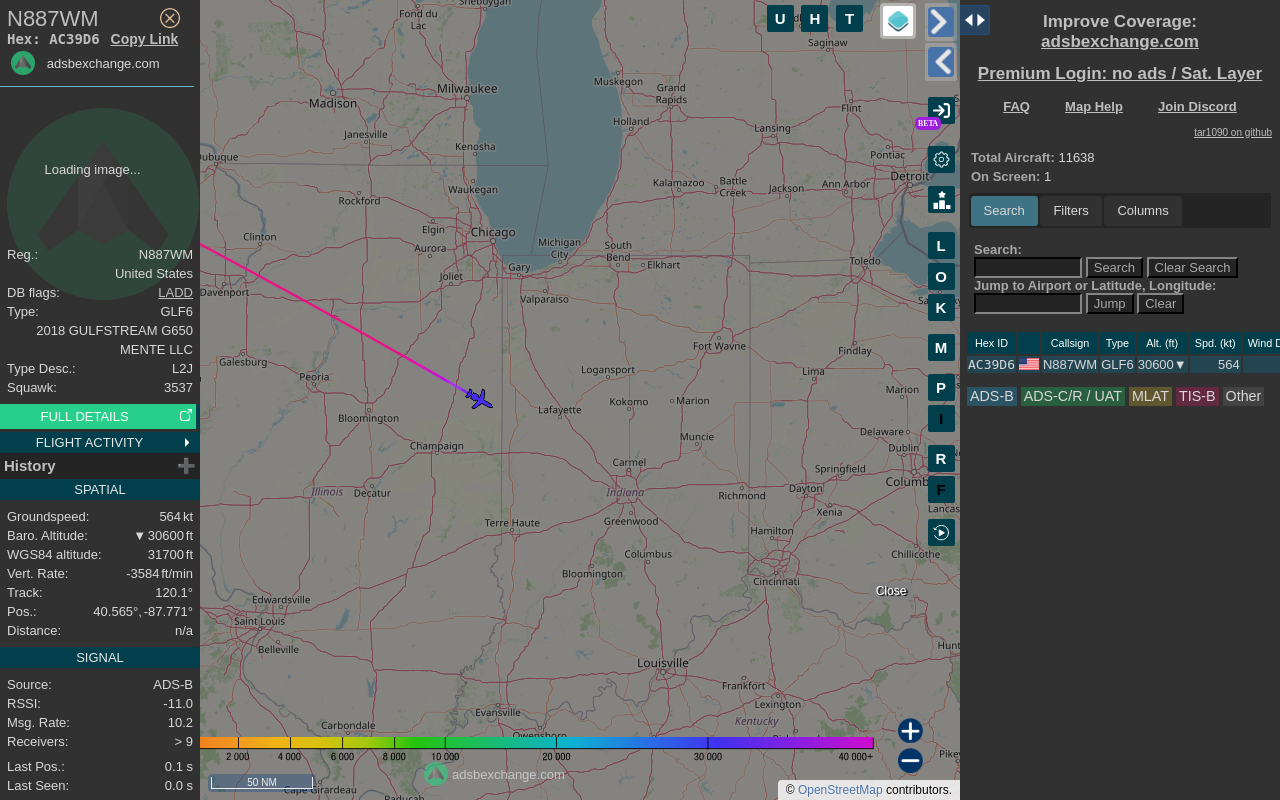 N887WM
Hex: AC39D6 Copy Link
adsbexchange.com
Loading image...
Reg.: N887WM
United States
DB flags: LADD
Type: GLF6
2018 GULFSTREAM G650
MENTE LLC
Type Desc.: L2J
Squawk: 3537
FULL DETAILS
FLIGHT ACTIVITY
History
SPATIAL
Groundspeed: 564 kt
Baro. Altitude: ▼ 30600 ft
WGS84 altitude: 31700 ft
Vert. Rate: -3584 ft/min
Track: 120.1°
Pos.: 40.565°, -87.771°
Distance: n/a
SIGNAL
Source: ADS-B
RSSI: -11.0
Msg. Rate: 10.2
Receivers: > 9
Last Pos.: 0.1 s
Last Seen: 0.0 s
Sheboygan
Fond du
Lac
Saginaw
Milwaukee
Madison
Muskegon
Grand
Rapids
Flint
Holland
Lansing
Janesville
Kenosha
Pontiac
Dubuque
Waukegan
Kalamazoo
Battle
Creek
Jackson
Ann Arbor
Detroit
Rockford
Clinton
Elgin
Chicago
Aurora
Michigan
City
South
Bend
Elkhart
Toledo
Joliet
Gary
Davenport
Valparaiso
Galesburg
Fort Wayne
Findlay
Peoria
Logansport
Lima
Marion
Bloomington
Lafayette
Kokomo
Marion
Muncie
Delaware
Champaign
Dublin
Carmel
Springfield
Columb
Illinois
Decatur
Indiana
Richmond
Dayton
Xenia
Lancas
Terre Haute
Greenwood
Hamilton
Columbus
Chillicothe
Bloomington
Cincinnati
Edwardsville
Saint Louis
Belleville
Hunt
Louisville
Frankfort
Lexington
Evansville
Kentucky
Carbondale
Owensboro
Pikev
Cape Girardeau
Paducah
U H T
BETA
L
O
K
M
P
I
R
F
Close
2 000 4 000 6 000 8 000 10 000 20 000 30 000 40 000+
50 NM
adsbexchange.com
© OpenStreetMap contributors.
Improve Coverage:
adsbexchange.com
Premium Login: no ads / Sat. Layer
FAQ Map Help Join Discord
tar1090 on github
Total Aircraft: 11638
On Screen: 1
Search Filters Columns
Search:
Search Clear Search
Jump to Airport or Latitude, Longitude:
Jump Clear
Hex ID Callsign Type Alt. (ft) Spd. (kt) Wind D
AC39D6 N887WM GLF6 30600▼ 564
ADS-B ADS-C/R / UAT MLAT TIS-B Other